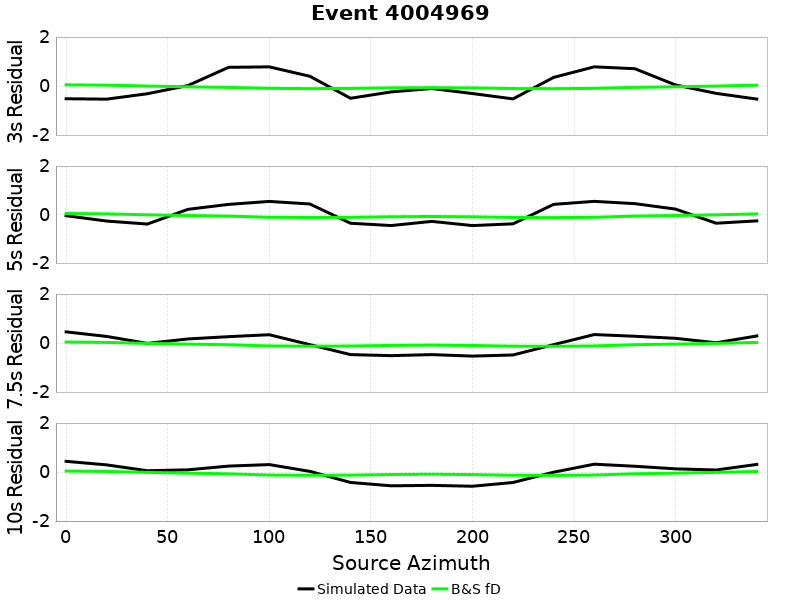 Event 4004969
3s Residual
2
0
-2
5s Residual
2
0
-2
7.5s Residual
2
0
-2
10s Residual
2
0
-2
0 50 100 150 200 250 300
Source Azimuth
Simulated Data B&S fD